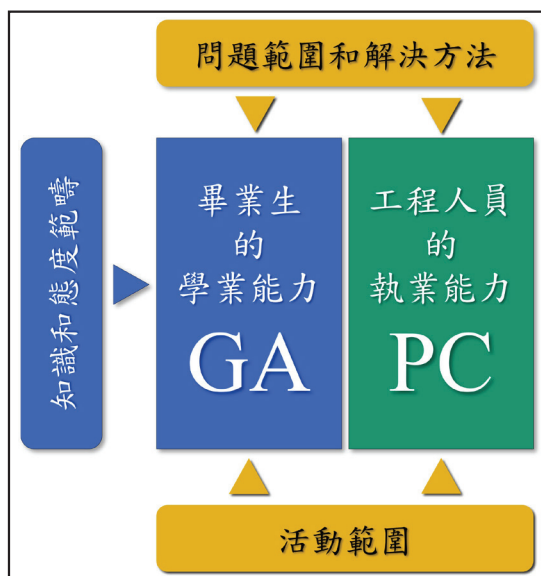 問題範圍和解決方法
知識和態度範疇
畢業生
的
學業能力
GA
工程人員
的
執業能力
PC
活動範圍